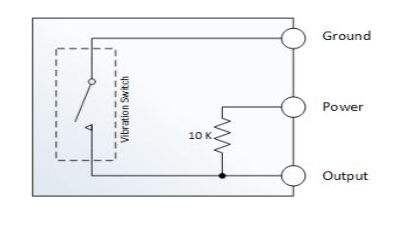 Ground
Vibration Switch
Power
10 K
Output